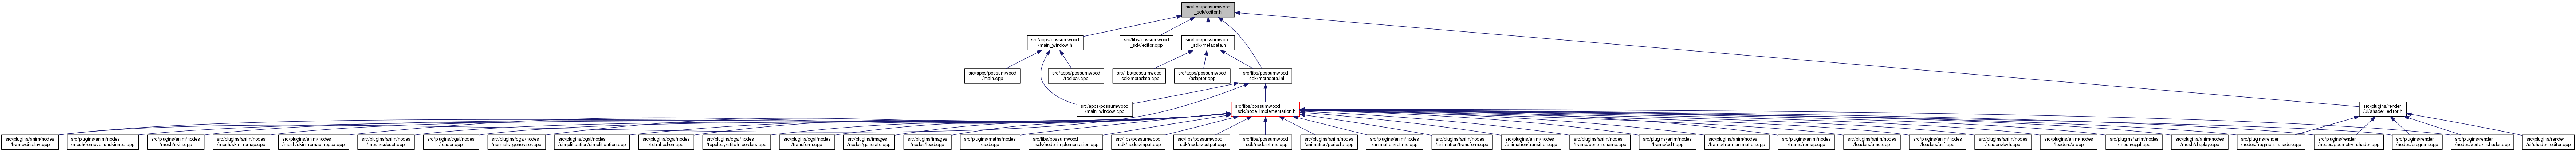 src/libs/possumwood
_sdk/editor.h
src/apps/possumwood
/main_window.h
src/libs/possumwood
_sdk/editor.cpp
src/libs/possumwood
_sdk/metadata.h
src/apps/possumwood
/main.cpp
src/apps/possumwood
/toolbar.cpp
src/libs/possumwood
_sdk/metadata.cpp
src/apps/possumwood
/adaptor.cpp
src/libs/possumwood
_sdk/metadata.inl
src/apps/possumwood
/main_window.cpp
src/libs/possumwood
_sdk/node_implementation.h
src/plugins/render
/ui/shader_editor.h
src/plugins/anim/nodes
/frame/display.cpp
src/plugins/anim/nodes
/mesh/remove_unskinned.cpp
src/plugins/anim/nodes
/mesh/skin.cpp
src/plugins/anim/nodes
/mesh/skin_remap.cpp
src/plugins/anim/nodes
/mesh/skin_remap_regex.cpp
src/plugins/anim/nodes
/mesh/subset.cpp
src/plugins/cgal/nodes
/loader.cpp
src/plugins/cgal/nodes
/normals_generator.cpp
src/plugins/cgal/nodes
/simplification/simplification.cpp
src/plugins/cgal/nodes
/tetrahedron.cpp
src/plugins/cgal/nodes
/topology/stitch_borders.cpp
src/plugins/cgal/nodes
/transform.cpp
src/plugins/images
/nodes/generate.cpp
src/plugins/images
/nodes/load.cpp
src/plugins/maths/nodes
/add.cpp
src/libs/possumwood
_sdk/node_implementation.cpp
src/libs/possumwood
_sdk/nodes/input.cpp
src/libs/possumwood
_sdk/nodes/output.cpp
src/libs/possumwood
_sdk/nodes/time.cpp
src/plugins/anim/nodes
/animation/periodic.cpp
src/plugins/anim/nodes
/animation/retime.cpp
src/plugins/anim/nodes
/animation/transform.cpp
src/plugins/anim/nodes
/animation/transition.cpp
src/plugins/anim/nodes
/frame/bone_rename.cpp
src/plugins/anim/nodes
/frame/edit.cpp
src/plugins/anim/nodes
/frame/from_animation.cpp
src/plugins/anim/nodes
/frame/remap.cpp
src/plugins/anim/nodes
/loaders/amc.cpp
src/plugins/anim/nodes
/loaders/asf.cpp
src/plugins/anim/nodes
/loaders/bvh.cpp
src/plugins/anim/nodes
/loaders/x.cpp
src/plugins/anim/nodes
/mesh/cgal.cpp
src/plugins/anim/nodes
/mesh/display.cpp
src/plugins/render
/nodes/fragment_shader.cpp
src/plugins/render
/nodes/geometry_shader.cpp
src/plugins/render
/nodes/program.cpp
src/plugins/render
/nodes/vertex_shader.cpp
src/plugins/render
/ui/shader_editor.cpp